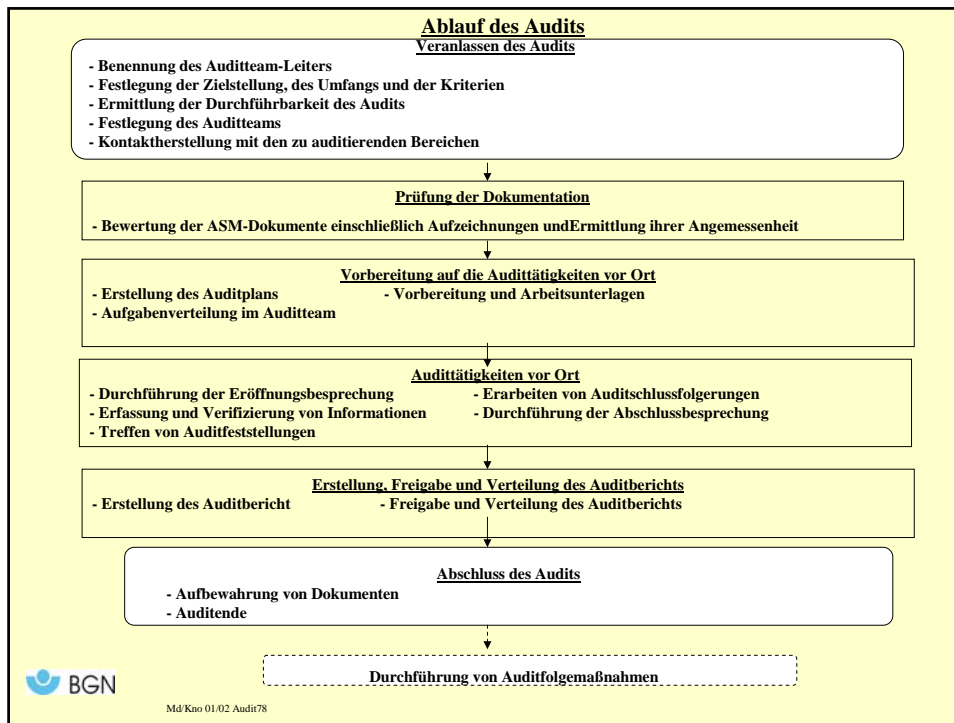 Ablauf des Audits
Veranlassen des Audits
- Benennung des Auditteam-Leiters
- Festlegung der Zielstellung, des Umfangs und der Kriterien
- Ermittlung der Durchführbarkeit des Audits
- Festlegung des Auditteams
- Kontaktherstellung mit den zu auditierenden Bereichen
Prüfung der Dokumentation
- Bewertung der ASM-Dokumente einschließlich Aufzeichnungen undErmittlung ihrer Angemessenheit
Vorbereitung auf die Audittätigkeiten vor Ort
- Erstellung des Auditplans - Vorbereitung und Arbeitsunterlagen
- Aufgabenverteilung im Auditteam
Audittätigkeiten vor Ort
- Durchführung der Eröffnungsbesprechung - Erarbeiten von Auditschlussfolgerungen
- Erfassung und Verifizierung von Informationen - Durchführung der Abschlussbesprechung
- Treffen von Auditfeststellungen
Erstellung, Freigabe und Verteilung des Auditberichts
- Erstellung des Auditbericht - Freigabe und Verteilung des Auditberichts
Abschluss des Audits
- Aufbewahrung von Dokumenten
- Auditende
Durchführung von Auditfolgemaßnahmen
BGN
Md/Kno 01/02 Audit78